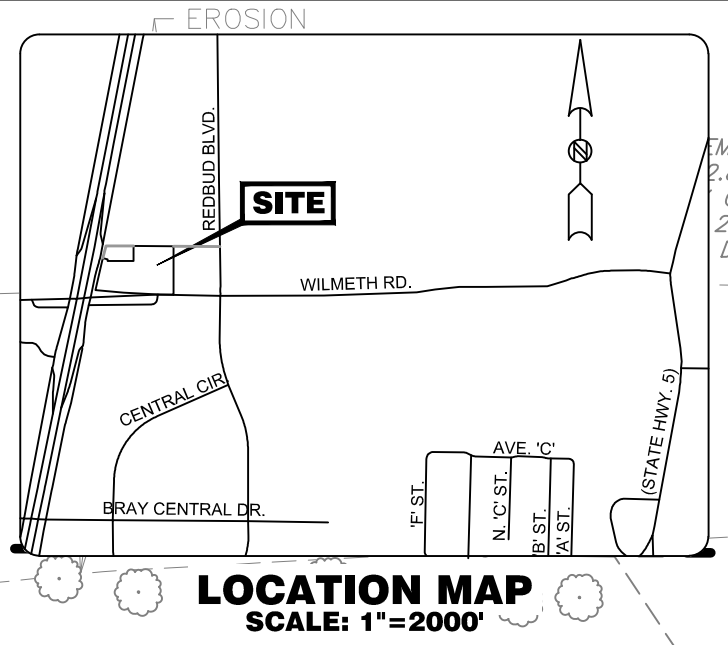 EROSION
REDBUD BLVD.
SITE
WILMETH RD.
CENTRAL CIR.
(STATE HWY. 5)
AVE. 'C'
'F' ST.
N. 'C' ST.
'B' ST.
'A' ST.
BRAY CENTRAL DR.
LOCATION MAP
SCALE: 1"=2000'